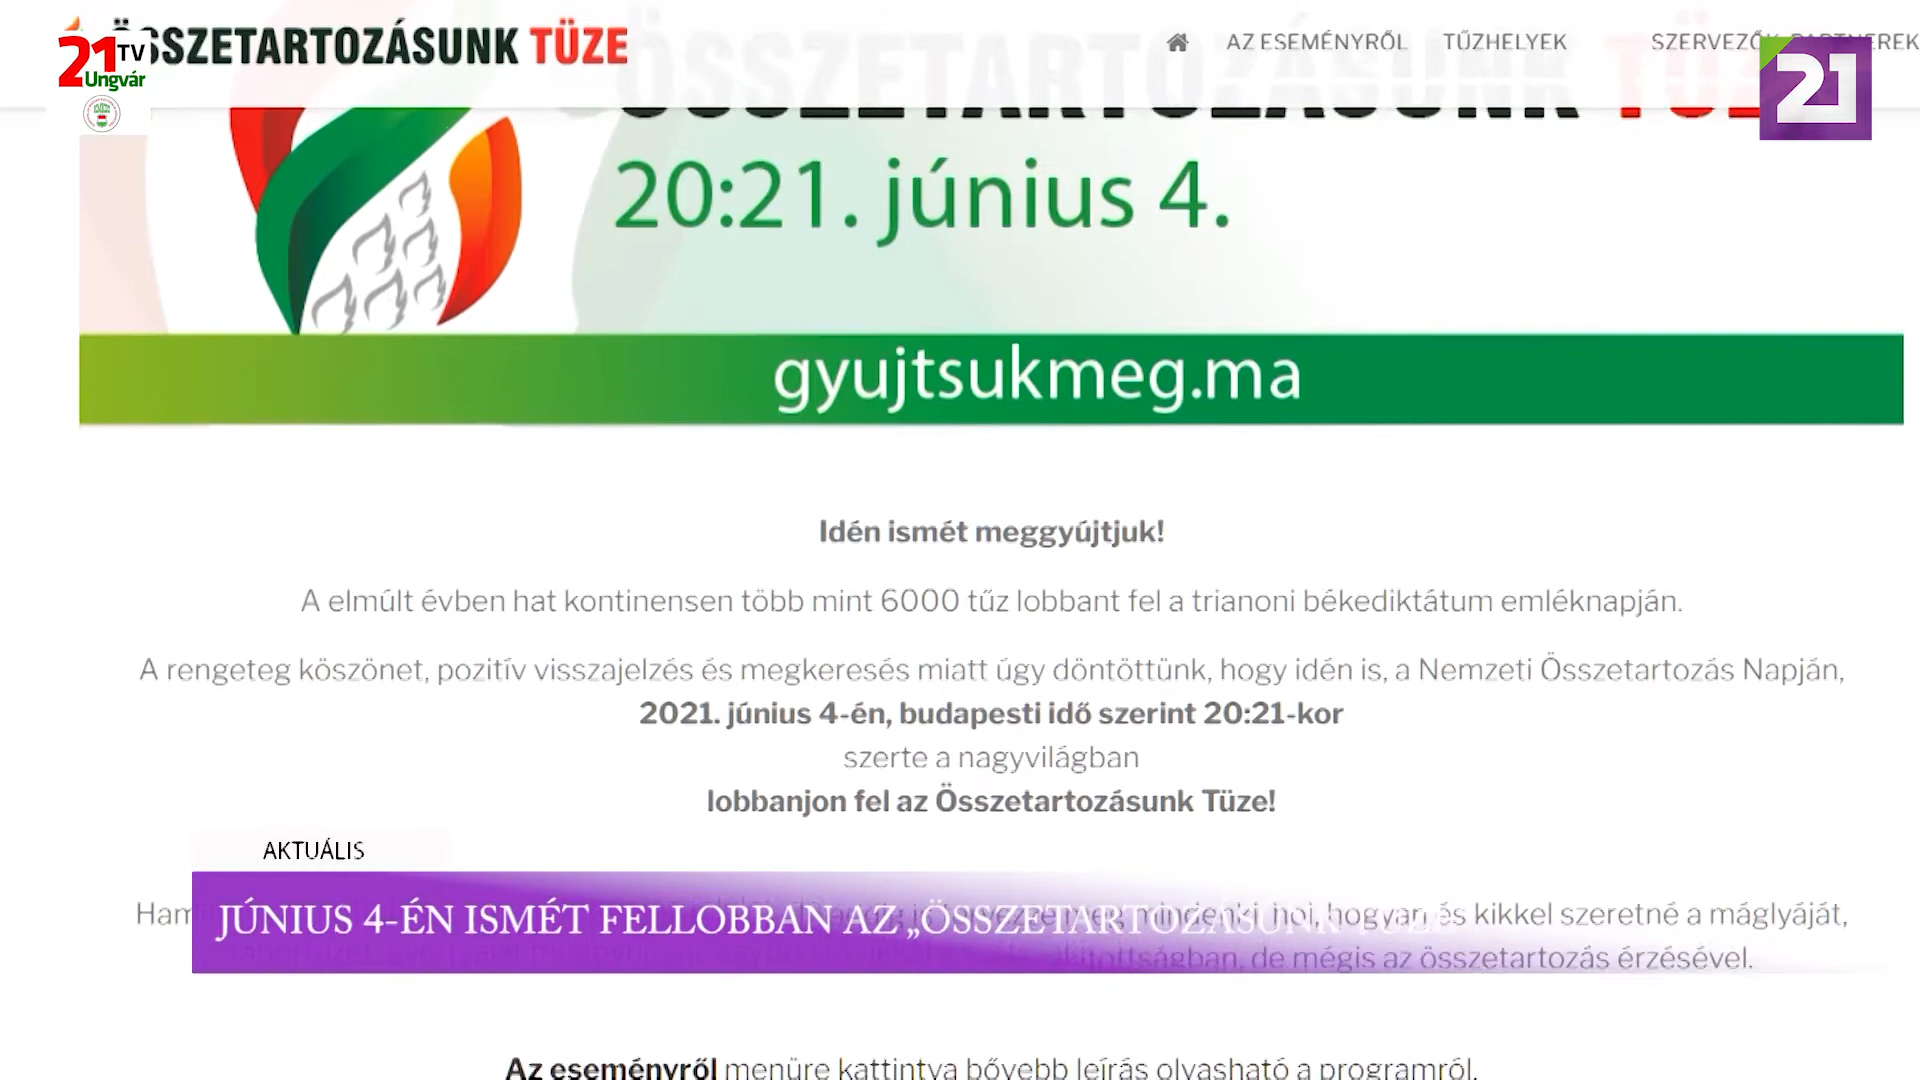 ÖSSZETARTOZÁSUNK TÜZE
AZ ESEMÉNYRŐL TŰZHELYEK SZERVEZŐK, PARTNEREK
21 TV
Ungvár
21
ÖSSZETARTOZÁSUNK
20:21. június 4.
gyujtsukmeg.ma
Idén ismét meggyújtjuk!
A elmúlt évben hat kontinensen több mint 6000 tűz lobbant fel a trianoni békediktátum emléknapján.
A rengeteg köszönet, pozitív visszajelzés és megkeresés miatt úgy döntöttünk, hogy idén is, a Nemzeti Összetartozás Napján,
2021. június 4-én, budapesti idő szerint 20:21-kor
szerte a nagyvilágban
lobbanjon fel az Összetartozásunk Tüze!
AKTUÁLIS
JÚNIUS 4-ÉN ISMÉT FELLOBBAN AZ „ÖSSZETARTOZÁSUNK
mindenki, hol, hogyan és kikkel szeretné a máglyáját,
de mégis az összetartozás érzésével.
Az eseményről menüre kattintva bővebb leírás olvasható a programról.